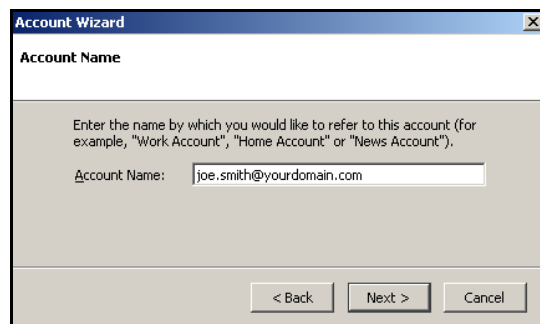 Account Wizard
Account Name
Enter the name by which you would like to refer to this account (for
example, "Work Account", "Home Account" or "News Account").
Account Name: joe.smith@yourdomain.com
< Back Next > Cancel